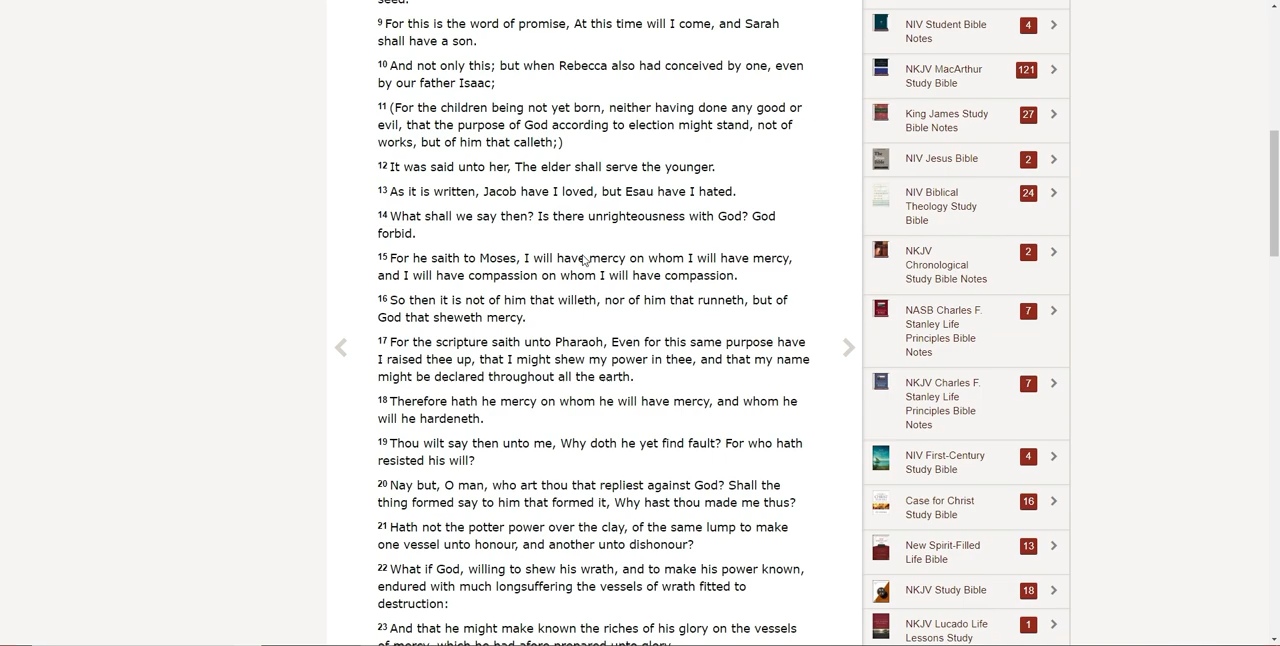 seed.
9 For this is the word of promise, At this time will I come, and Sarah
shall have a son.
10 And not only this; but when Rebecca also had conceived by one, even
by our father Isaac;
11 (For the children being not yet born, neither having done any good or
evil, that the purpose of God according to election might stand, not of
works, but of him that calleth;)
12 It was said unto her, The elder shall serve the younger.
13 As it is written, Jacob have I loved, but Esau have I hated.
14 What shall we say then? Is there unrighteousness with God? God
forbid.
15 For he saith to Moses, I will have mercy on whom I will have mercy,
and I will have compassion on whom I will have compassion.
16 So then it is not of him that willeth, nor of him that runneth, but of
God that sheweth mercy.
17 For the scripture saith unto Pharaoh, Even for this same purpose have
I raised thee up, that I might shew my power in thee, and that my name
might be declared throughout all the earth.
18 Therefore hath he mercy on whom he will have mercy, and whom he
will he hardeneth.
19 Thou wilt say then unto me, Why doth he yet find fault? For who hath
resisted his will?
20 Nay but, O man, who art thou that repliest against God? Shall the
thing formed say to him that formed it, Why hast thou made me thus?
21 Hath not the potter power over the clay, of the same lump to make
one vessel unto honour, and another unto dishonour?
22 What if God, willing to shew his wrath, and to make his power known,
endured with much longsuffering the vessels of wrath fitted to
destruction:
23 And that he might make known the riches of his glory on the vessels
of mercy, which he had afore prepared unto glory
NIV Student Bible
Notes
4
NKJV MacArthur
Study Bible
121
King James Study
Bible Notes
27
NIV Jesus Bible
2
NIV Biblical
Theology Study
Bible
24
NKJV
Chronological
Study Bible Notes
2
NASB Charles F.
Stanley Life
Principles Bible
Notes
7
NKJV Charles F.
Stanley Life
Principles Bible
Notes
7
NIV First-Century
Study Bible
4
Case for Christ
Study Bible
16
New Spirit-Filled
Life Bible
13
NKJV Study Bible
18
NKJV Lucado Life
Lessons Study
1